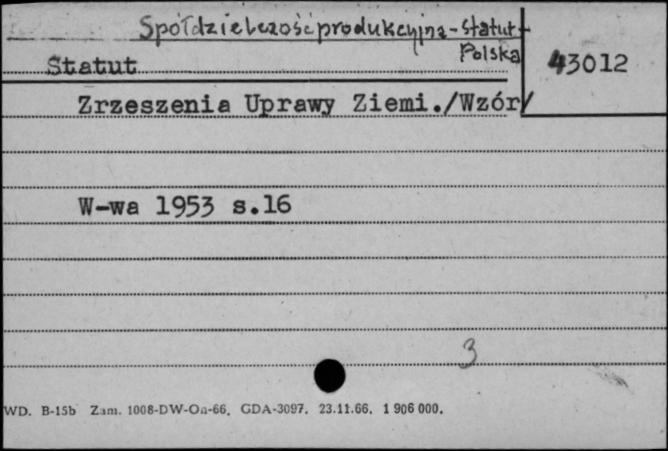 Spółdzielczość produkcyjna - statut -
Polska
Statut
43012
Zrzeszenia Uprawy Ziemi./Wzór/
W-wa 1953 s.16
3
WD. B-15b Zam. 1008-DW-Oa-66. GDA-3097. 23.11.66. 1 906 000.